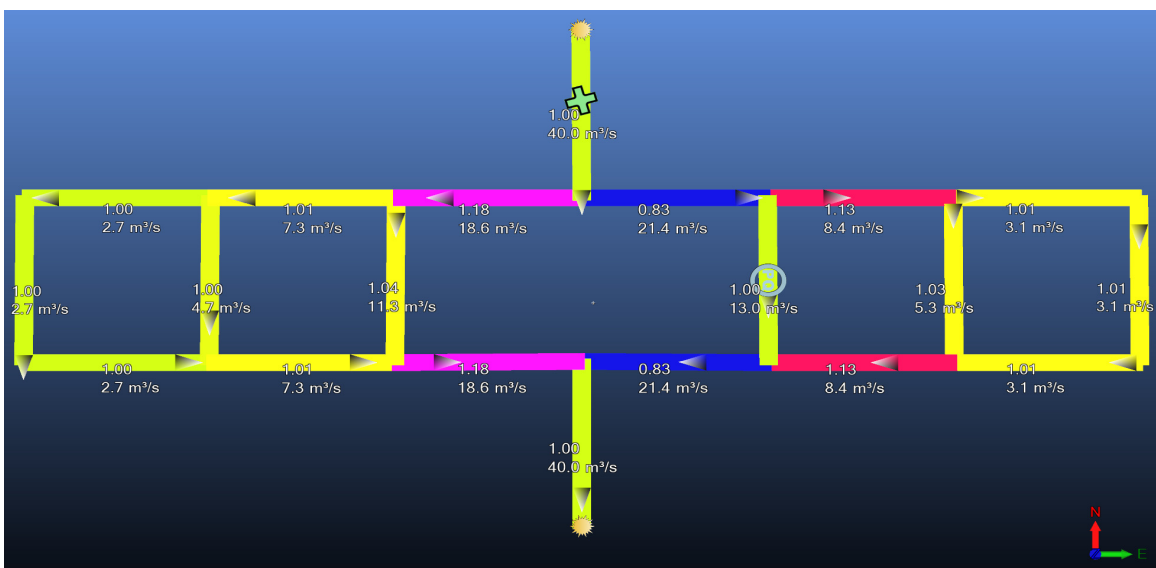 1.00
40.0 m³/s
1.00
2.7 m³/s
1.01
7.3 m³/s
1.18
18.6 m³/s
0.83
21.4 m³/s
1.13
8.4 m³/s
1.01
3.1 m³/s
1.00
2.7 m³/s
1.00
4.7 m³/s
1.04
11.3 m³/s
1.00
13.0 m³/s
1.03
5.3 m³/s
1.01
3.1 m³/s
1.00
2.7 m³/s
1.01
7.3 m³/s
1.18
18.6 m³/s
0.83
21.4 m³/s
1.13
8.4 m³/s
1.01
3.1 m³/s
1.00
40.0 m³/s
N
E